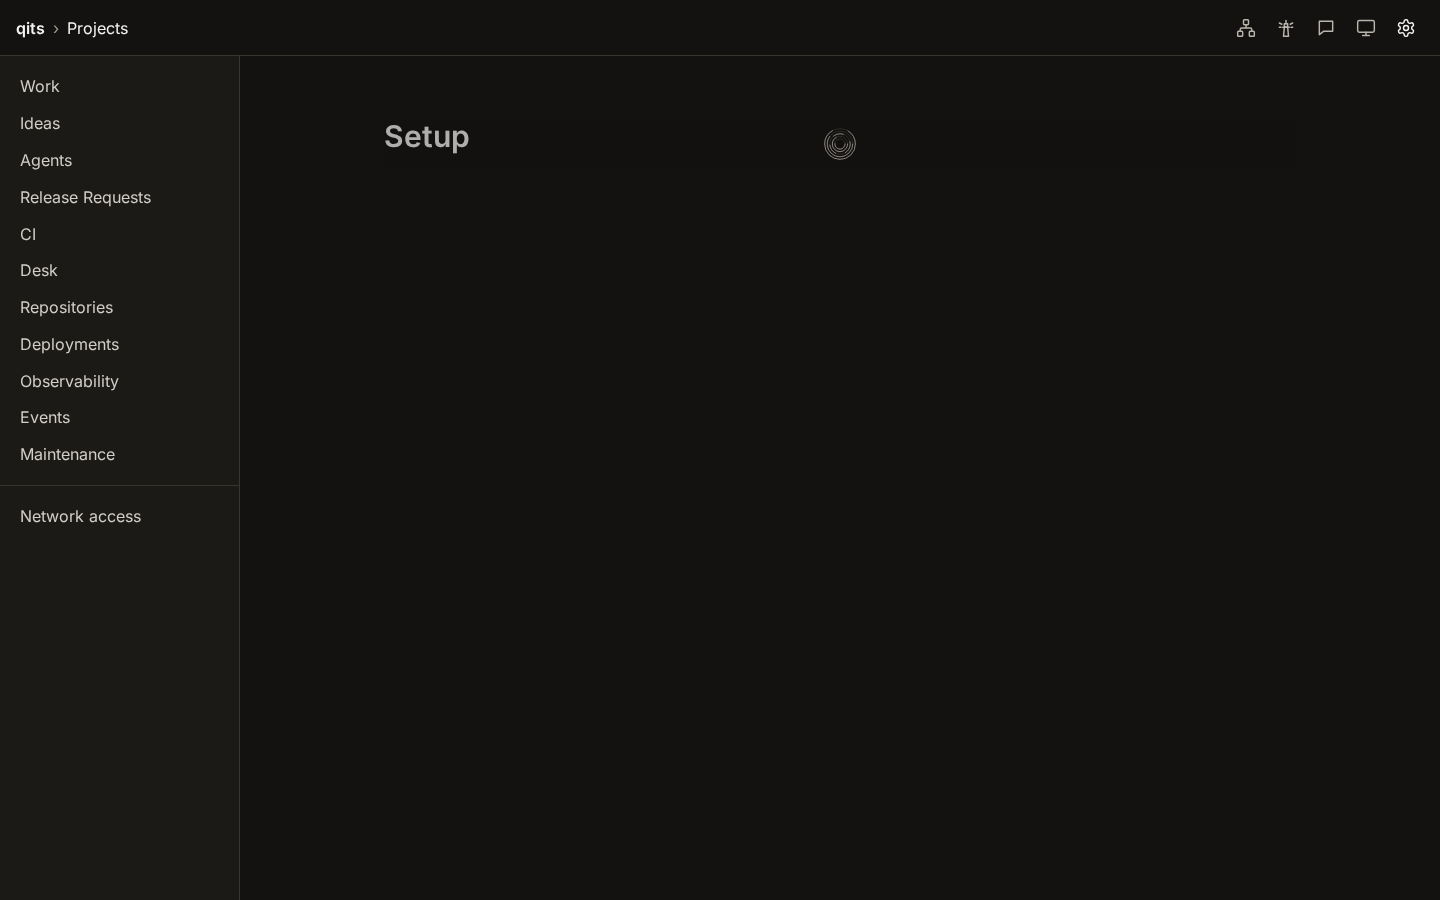 qits › Projects
Work
Ideas
Agents
Release Requests
CI
Desk
Repositories
Deployments
Observability
Events
Maintenance
Network access
Setup